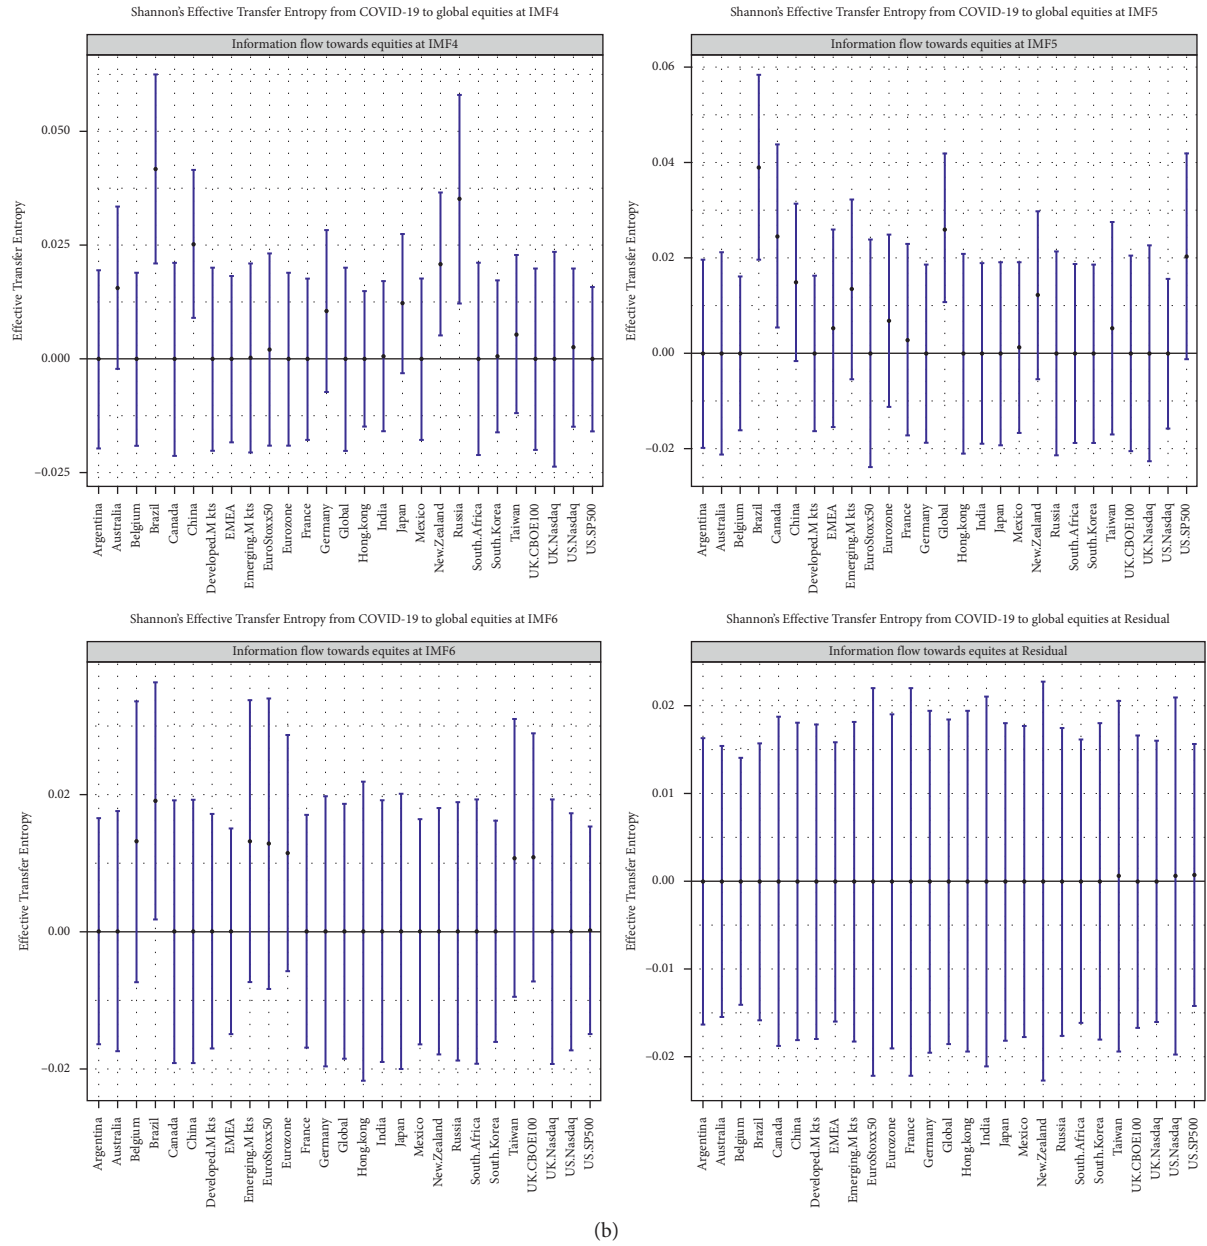 Shannon's Effective Transfer Entropy from COVID-19 to global equities at IMF4
Information flow towards equities at IMF4
Effective Transfer Entropy
0.050
0.025
0.000
−0.025
Argentina
Australia
Belgium
Brazil
Canada
China
Developed.M kts
EMEA
Emerging.M kts
EuroStoxx50
Eurozone
France
Germany
Global
Hong.kong
India
Japan
Mexico
New.Zealand
Russia
South.Africa
South.Korea
Taiwan
UK.CBOE100
UK.Nasdaq
US.Nasdaq
US.SP500
Shannon's Effective Transfer Entropy from COVID-19 to global equities at IMF5
Information flow towards equities at IMF5
Effective Transfer Entropy
0.06
0.04
0.02
0.00
−0.02
Argentina
Australia
Belgium
Brazil
Canada
China
Developed.M kts
EMEA
Emerging.M kts
EuroStoxx50
Eurozone
France
Germany
Global
Hong.kong
India
Japan
Mexico
New.Zealand
Russia
South.Africa
South.Korea
Taiwan
UK.CBOE100
UK.Nasdaq
US.Nasdaq
US.SP500
Shannon's Effective Transfer Entropy from COVID-19 to global equities at IMF6
Information flow towards equites at IMF6
Effective Transfer Entropy
0.02
0.00
−0.02
Argentina
Australia
Belgium
Brazil
Canada
China
Developed.M kts
EMEA
Emerging.M kts
EuroStoxx50
Eurozone
France
Germany
Global
Hong.kong
India
Japan
Mexico
New.Zealand
Russia
South.Africa
South.Korea
Taiwan
UK.CBOE100
UK.Nasdaq
US.Nasdaq
US.SP500
Shannon's Effective Transfer Entropy from COVID-19 to global equities at Residual
Information flow towards equites at Residual
Effective Transfer Entropy
0.02
0.01
0.00
−0.01
−0.02
Argentina
Australia
Belgium
Brazil
Canada
China
Developed.M kts
EMEA
Emerging.M kts
EuroStoxx50
Eurozone
France
Germany
Global
Hong.kong
India
Japan
Mexico
New.Zealand
Russia
South.Africa
South.Korea
Taiwan
UK.CBOE100
UK.Nasdaq
US.Nasdaq
US.SP500
(b)